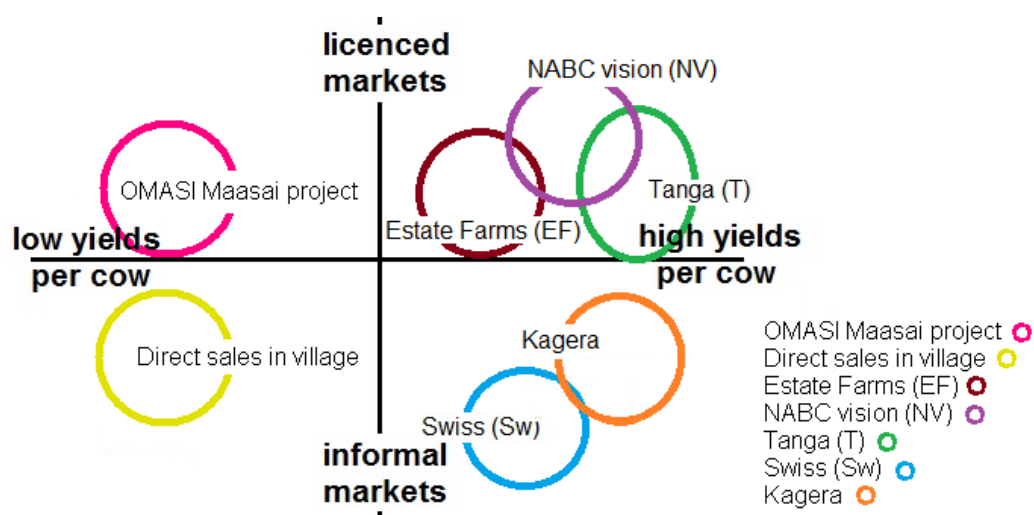 licenced
markets
NABC vision (NV)
OMASI Maasai project
Tanga (T)
Estate Farms (EF)
low yields
per cow
high yields
per cow
Direct sales in village
Kagera
Swiss (Sw)
informal
markets
OMASI Maasai project
Direct sales in village
Estate Farms (EF)
NABC vision (NV)
Tanga (T)
Swiss (Sw)
Kagera